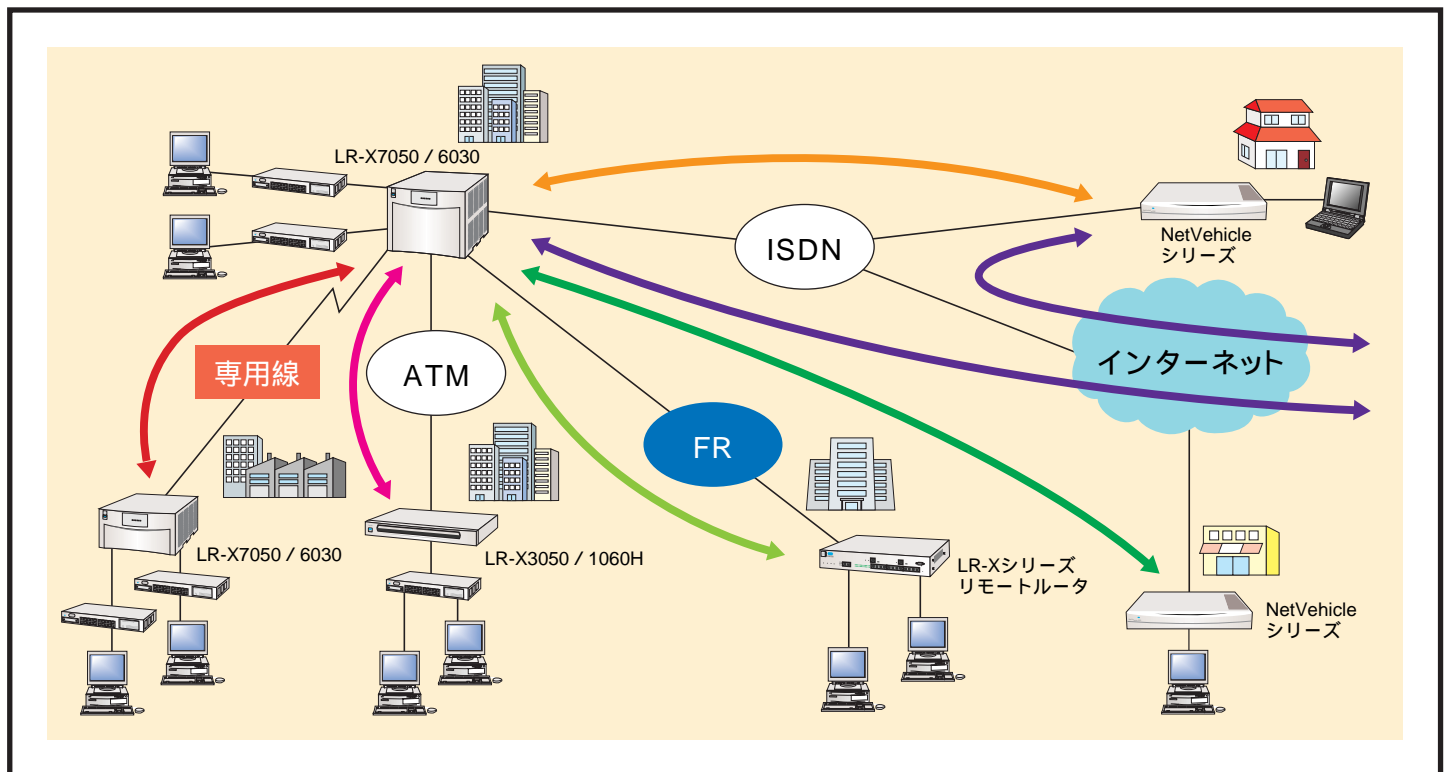 LR-X7050 / 6030
ISDN
NetVehicle
シリーズ
専用線
ATM
インターネット
FR
LR-X7050 / 6030
LR-X3050 / 1060H
LR-Xシリーズ
リモートルータ
NetVehicle
シリーズ